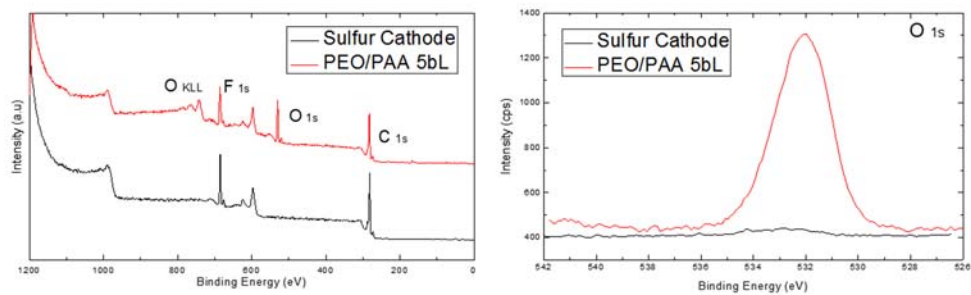 Sulfur Cathode
PEO/PAA 5bL
O KLL
F 1s
O 1s
C 1s
Intensity (a.u)
1200 1000 800 600 400 200 0
Binding Energy (eV)
Sulfur Cathode
PEO/PAA 5bL
O 1s
1400
1200
1000
800
600
400
Intensity (cps)
542 540 538 536 534 532 530 528 526
Binding Energy (eV)